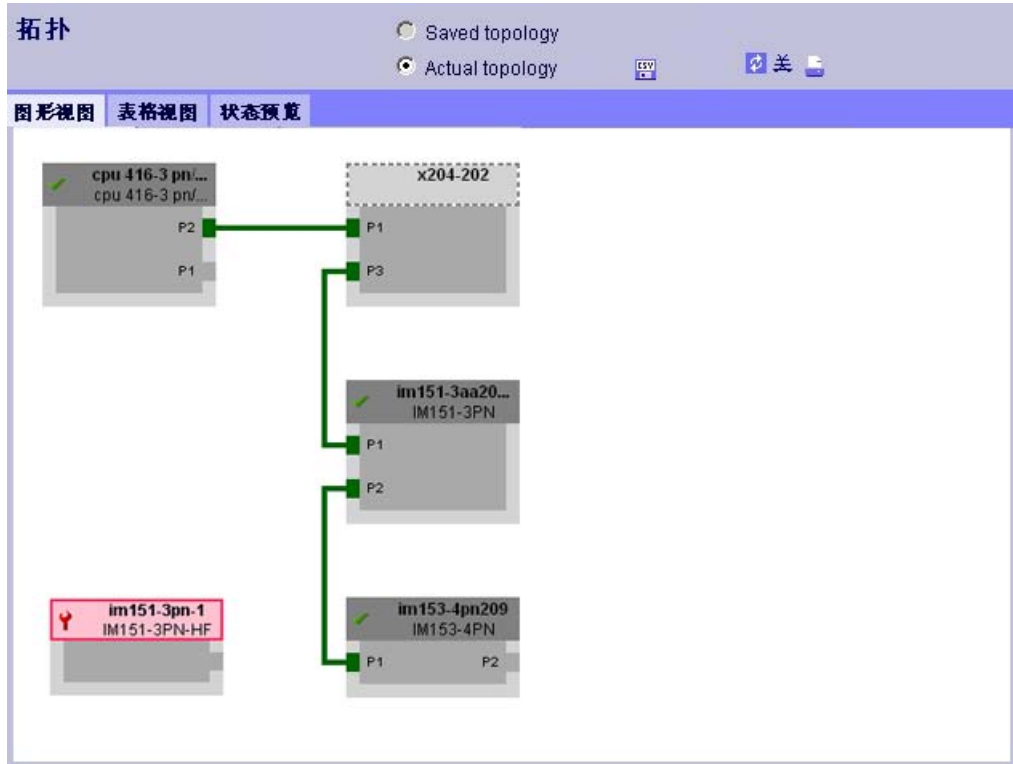 拓扑
Saved topology
Actual topology
CSV
关
图形视图 表格视图 状态预览
cpu 416-3 pn/...
cpu 416-3 pn/...
P2
P1
x204-202
P1
P3
im151-3aa20...
IM151-3PN
P1
P2
im151-3pn-1
IM151-3PN-HF
im153-4pn209
IM153-4PN
P1 P2